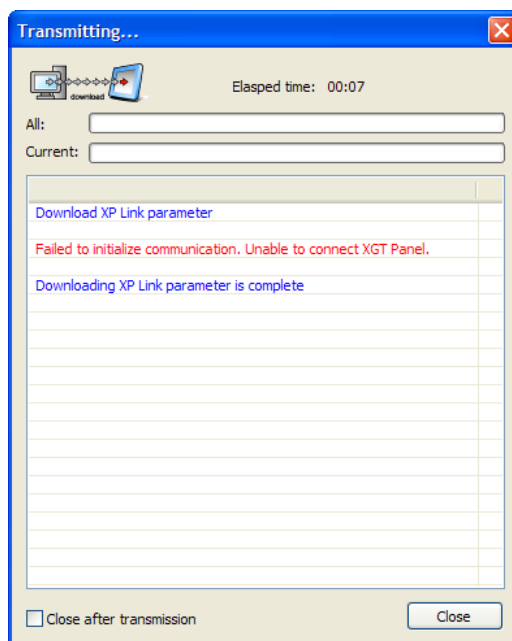 Transmitting...
download
Elasped time: 00:07
All:
Current:
Download XP Link parameter
Failed to initialize communication. Unable to connect XGT Panel.
Downloading XP Link parameter is complete
Close after transmission
Close